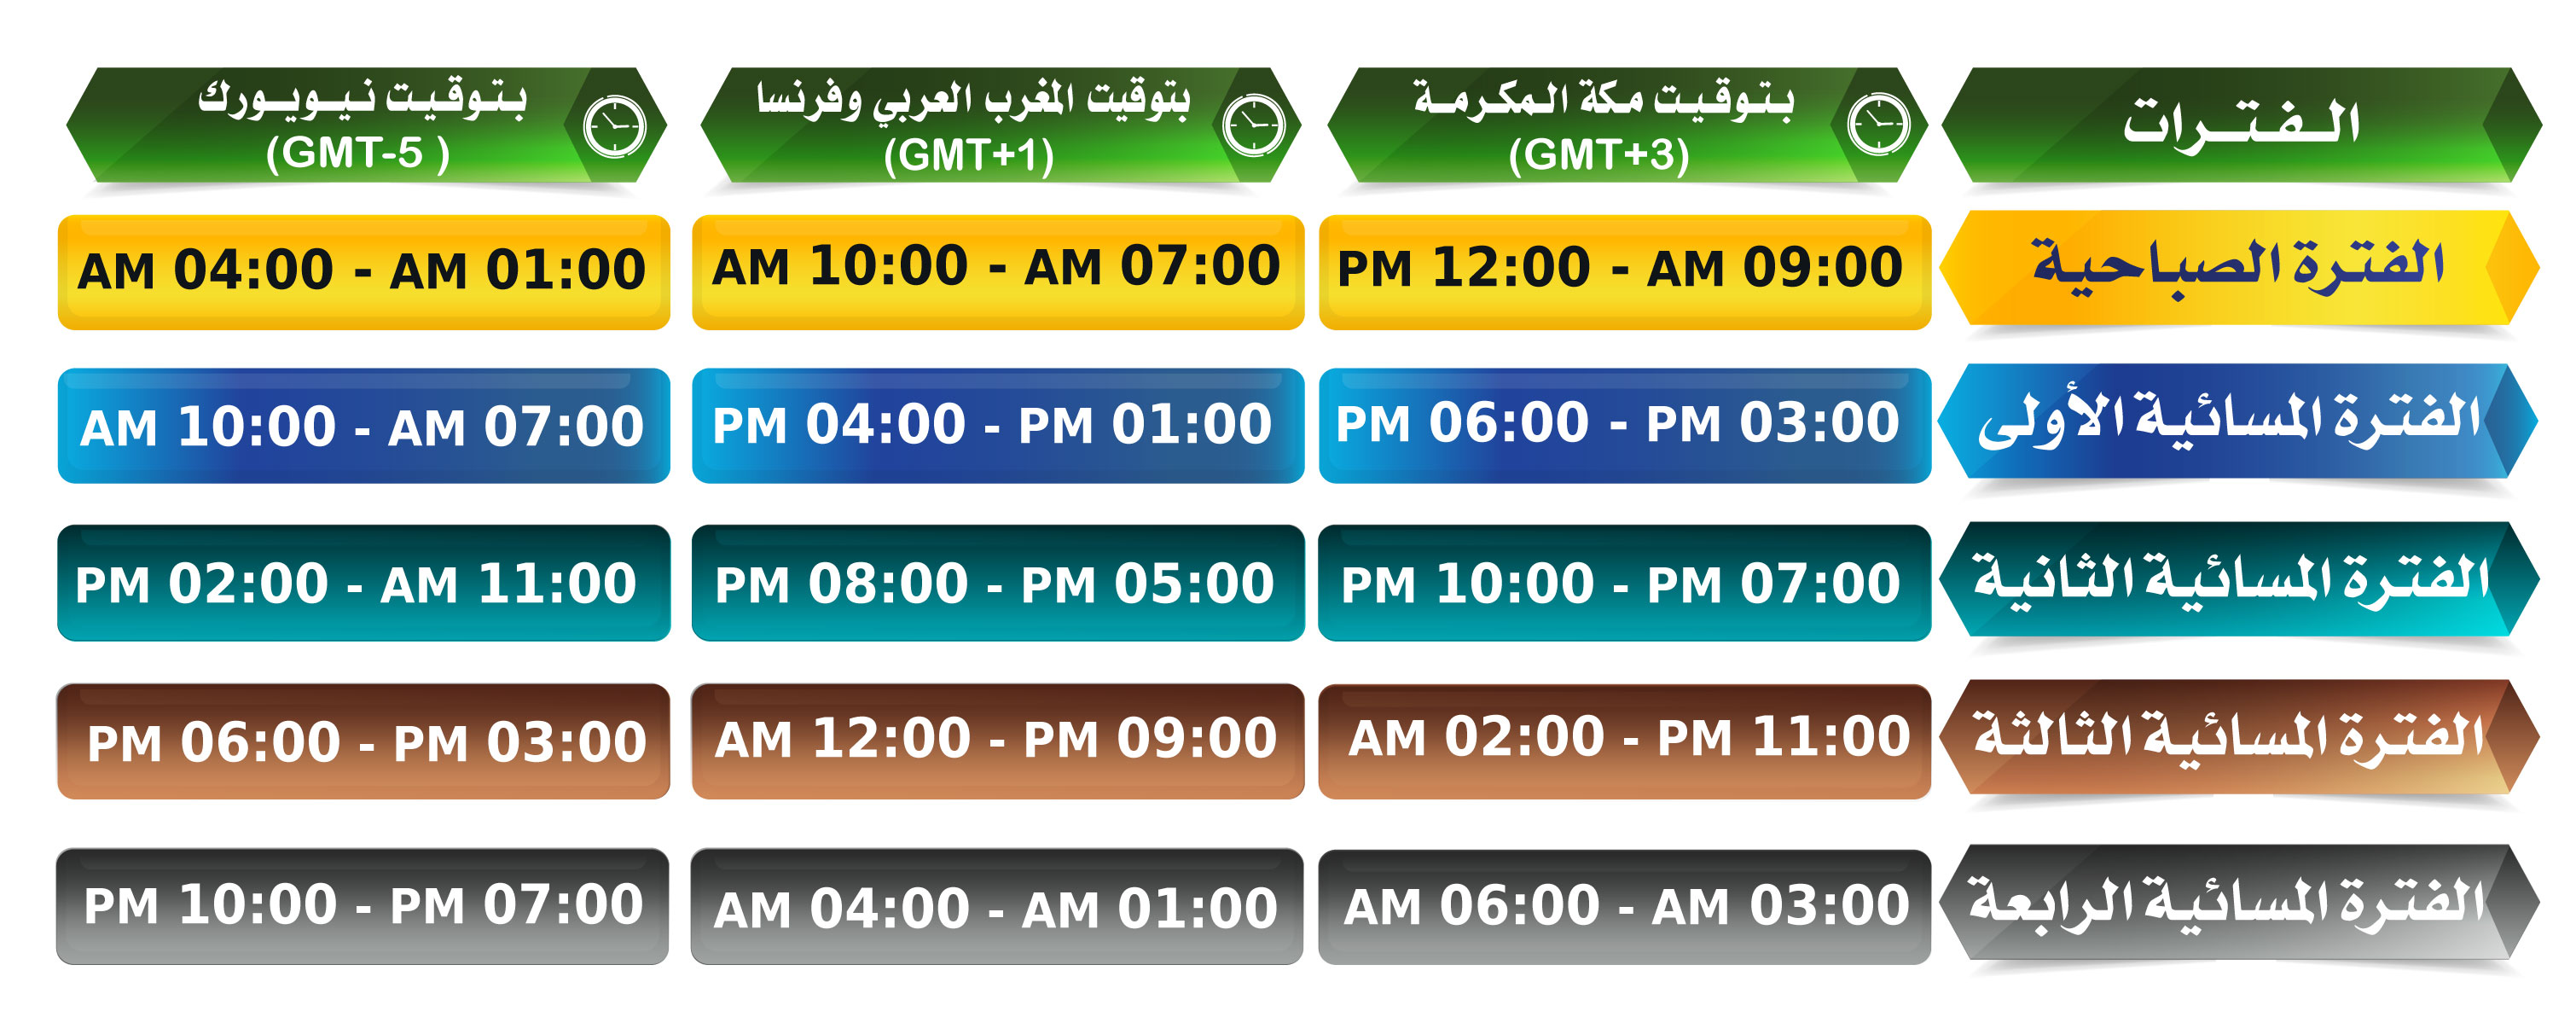 الـفـتـرات
بـتـوقـيـت مـكة الـمكـرمـة
(GMT+3)
بتوقيت المغرب العربي وفرنسا
(GMT+1)
بـتـوقـيـت نـيـويـورك
(GMT-5 )
الفترة الصباحية
PM 12:00 - AM 09:00
AM 10:00 - AM 07:00
AM 04:00 - AM 01:00
الفترة المسائية الأولى
PM 06:00 - PM 03:00
PM 04:00 - PM 01:00
AM 10:00 - AM 07:00
الفترة المسائية الثانية
PM 10:00 - PM 07:00
PM 08:00 - PM 05:00
PM 02:00 - AM 11:00
الفترة المسائية الثالثة
AM 02:00 - PM 11:00
AM 12:00 - PM 09:00
PM 06:00 - PM 03:00
الفترة المسائية الرابعة
AM 06:00 - AM 03:00
AM 04:00 - AM 01:00
PM 10:00 - PM 07:00